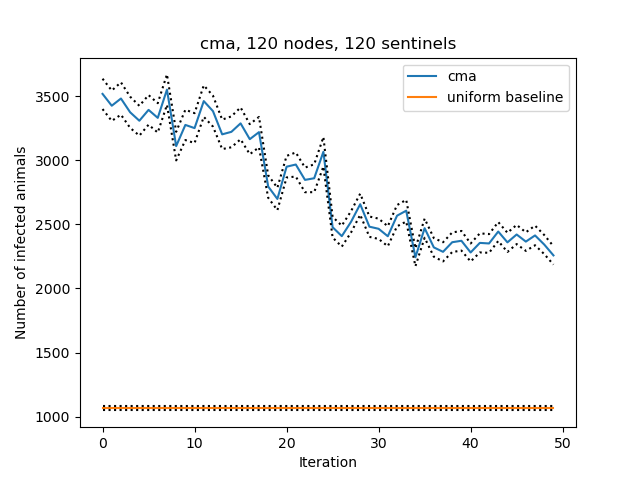 cma, 120 nodes, 120 sentinels
cma
uniform baseline
Number of infected animals
3500
3000
2500
2000
1500
1000
0 10 20 30 40 50
Iteration